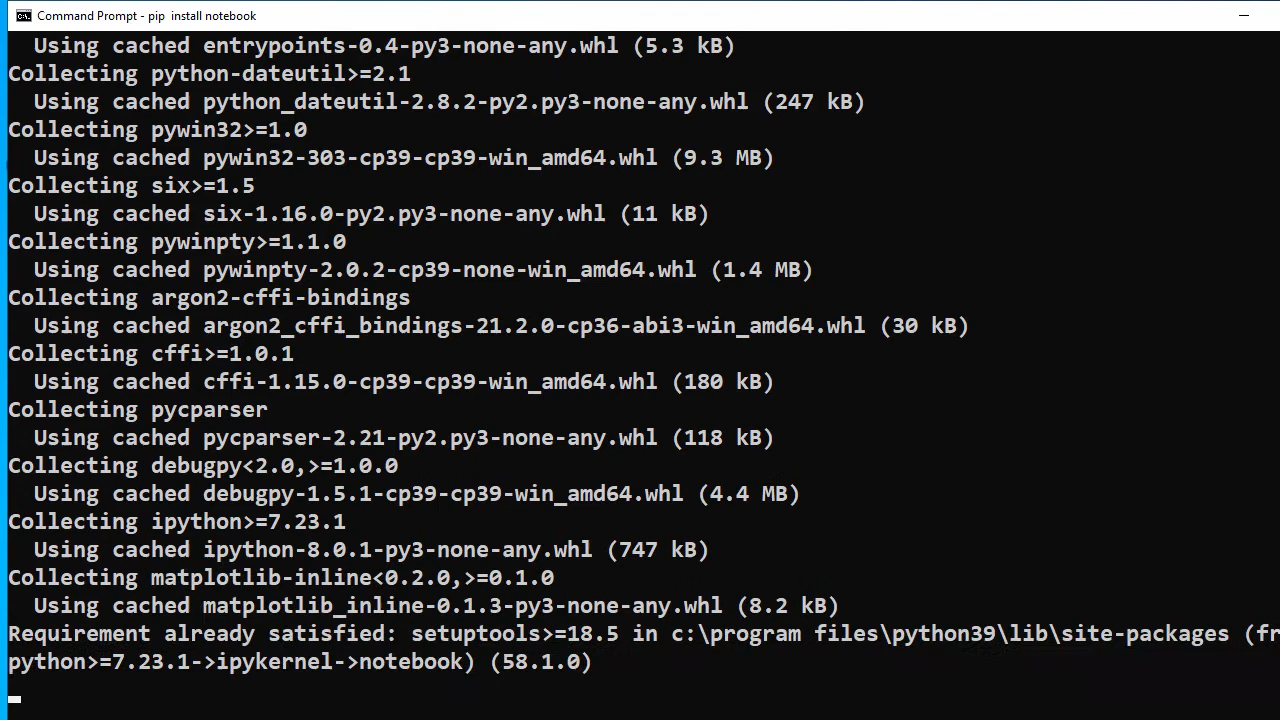 Command Prompt - pip  install notebook
Using cached entrypoints-0.4-py3-none-any.whl (5.3 kB)
Collecting python-dateutil>=2.1
Using cached python_dateutil-2.8.2-py2.py3-none-any.whl (247 kB)
Collecting pywin32>=1.0
Using cached pywin32-303-cp39-cp39-win_amd64.whl (9.3 MB)
Collecting six>=1.5
Using cached six-1.16.0-py2.py3-none-any.whl (11 kB)
Collecting pywinpty>=1.1.0
Using cached pywinpty-2.0.2-cp39-none-win_amd64.whl (1.4 MB)
Collecting argon2-cffi-bindings
Using cached argon2_cffi_bindings-21.2.0-cp36-abi3-win_amd64.whl (30 kB)
Collecting cffi>=1.0.1
Using cached cffi-1.15.0-cp39-cp39-win_amd64.whl (180 kB)
Collecting pycparser
Using cached pycparser-2.21-py2.py3-none-any.whl (118 kB)
Collecting debugpy<2.0,>=1.0.0
Using cached debugpy-1.5.1-cp39-cp39-win_amd64.whl (4.4 MB)
Collecting ipython>=7.23.1
Using cached ipython-8.0.1-py3-none-any.whl (747 kB)
Collecting matplotlib-inline<0.2.0,>=0.1.0
Using cached matplotlib_inline-0.1.3-py3-none-any.whl (8.2 kB)
Requirement already satisfied: setuptools>=18.5 in c:\program files\python39\lib\site-packages (fr
python>=7.23.1->ipykernel->notebook) (58.1.0)